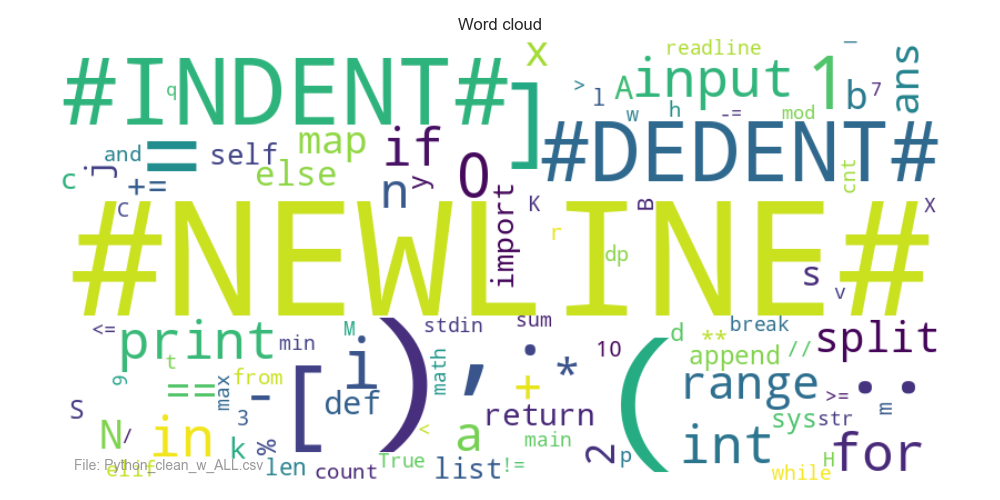 Word cloud
readline
x
#INDENT#
q
]
> l A input 1 b 7 ans
w h -= mod
_
#DEDENT#
c and j = self map if 0
+= else n y
C
cnt
import K B X
#NEWLINE#
r dp s v
<= print min M stdin sum d ** break split
t i ) , . 10 ( append //
9 == max from math + * range >= : m
[ - def
S 3 return sys str
N / in k % a main 2 p int H for
<
elif len count True list != while
File: Python_clean_w_ALL.csv